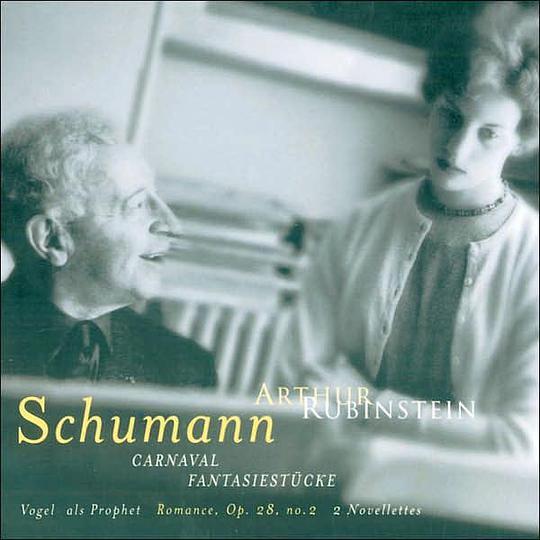 ARTHUR
RUBINSTEIN
Schumann
CARNAVAL
FANTASIESTÜCKE
Vogel als Prophet Romance, Op. 28, no.2 2 Novellettes